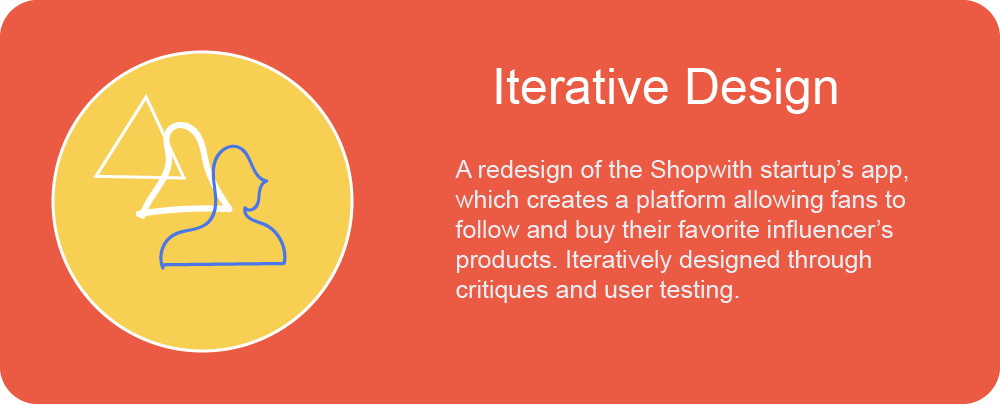 Iterative Design
A redesign of the Shopwith startup’s app,
which creates a platform allowing fans to
follow and buy their favorite influencer’s
products. Iteratively designed through
critiques and user testing.